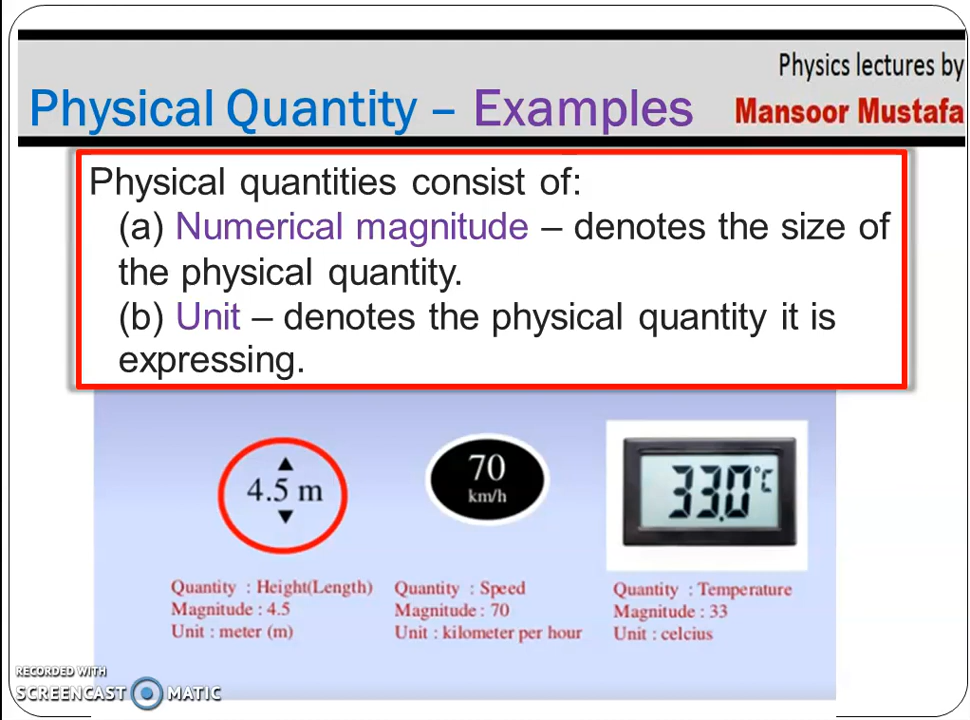 Physics lectures by
Physical Quantity – Examples
Mansoor Mustafa
Physical quantities consist of:
(a) Numerical magnitude – denotes the size of
the physical quantity.
(b) Unit – denotes the physical quantity it is
expressing.
4.5 m
70
km/h
33.0°C
Quantity : Height(Length)
Magnitude : 4.5
Unit : meter (m)
Quantity : Speed
Magnitude : 70
Unit : kilometer per hour
Quantity : Temperature
Magnitude : 33
Unit : celcius
RECORDED WITH
SCREENCAST MATIC